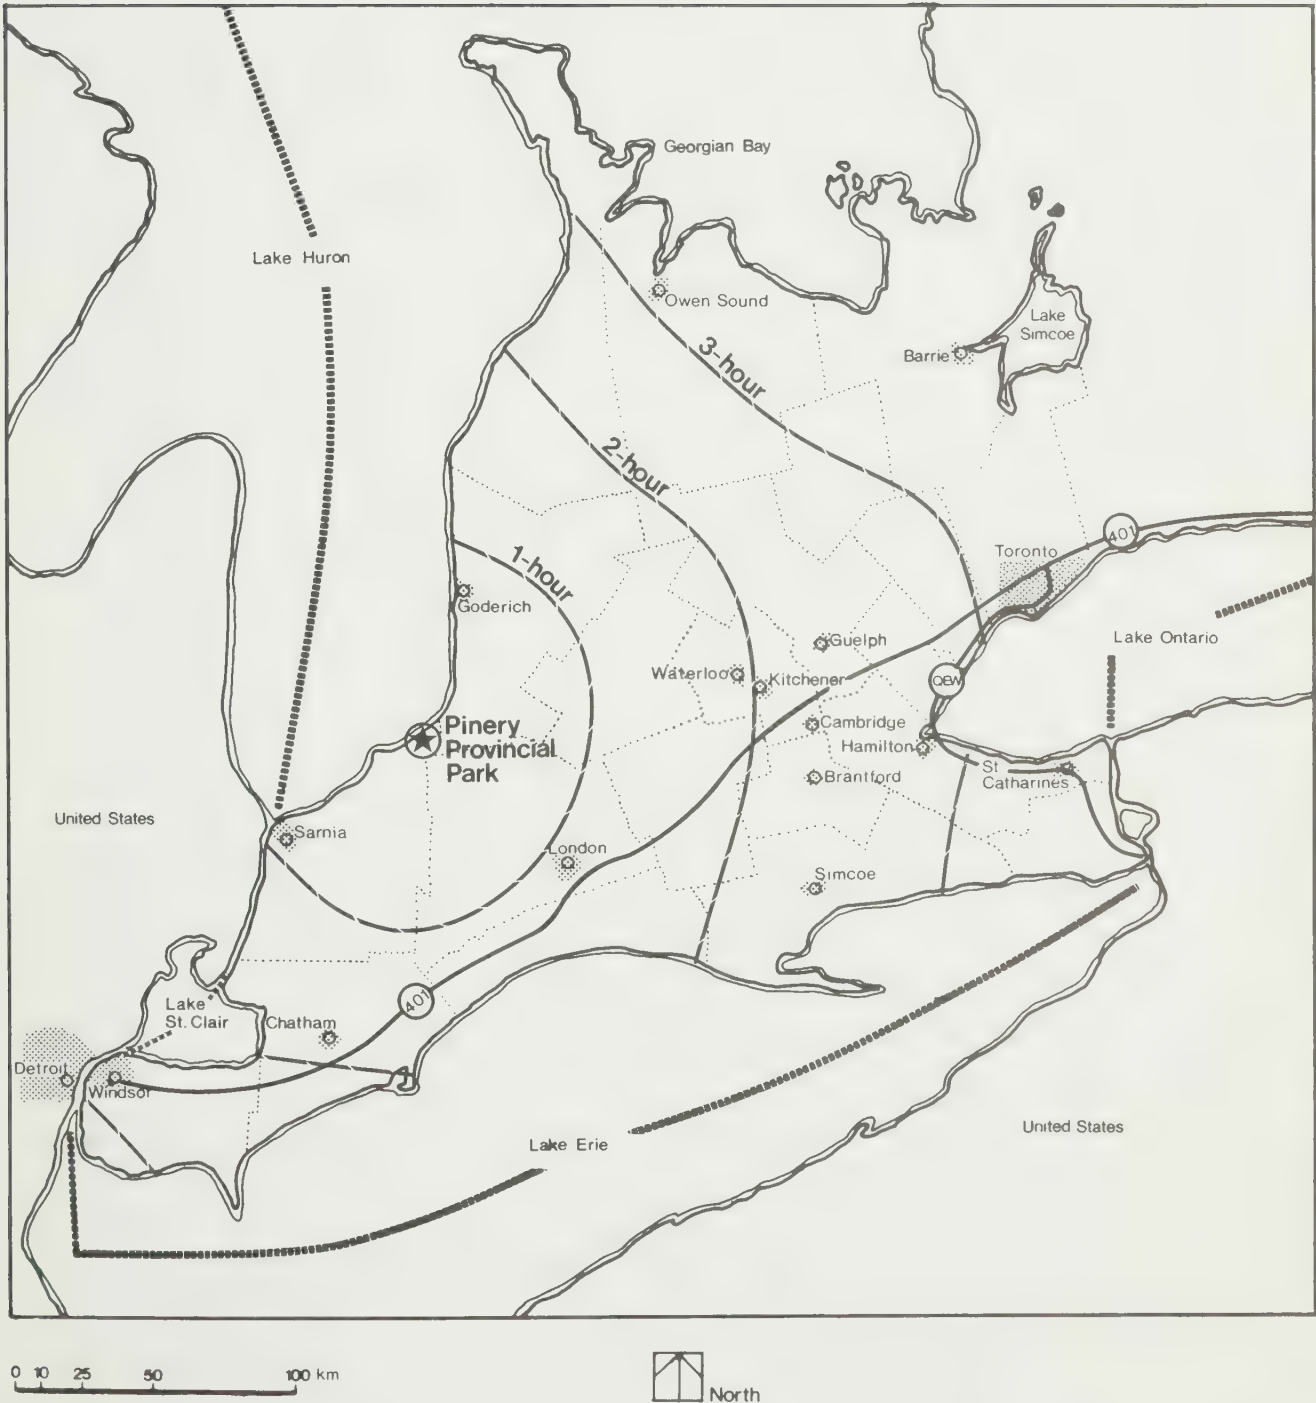 Georgian Bay
Lake Huron
Owen Sound
Lake
Simcoe
Barrie
3-hour
2-hour
1-hour
401
Toronto
Goderich
Guelph
Lake Ontario
Waterloo
Kitchener
QEW
Pinery
Provincial
Park
Cambridge
Hamilton
Brantford
St
Catharines
United States
Sarnia
London
Simcoe
Lake
St. Clair
Chatham
401
Detroit
Windsor
Lake Erie
United States
0 10 25 50 100 km
North